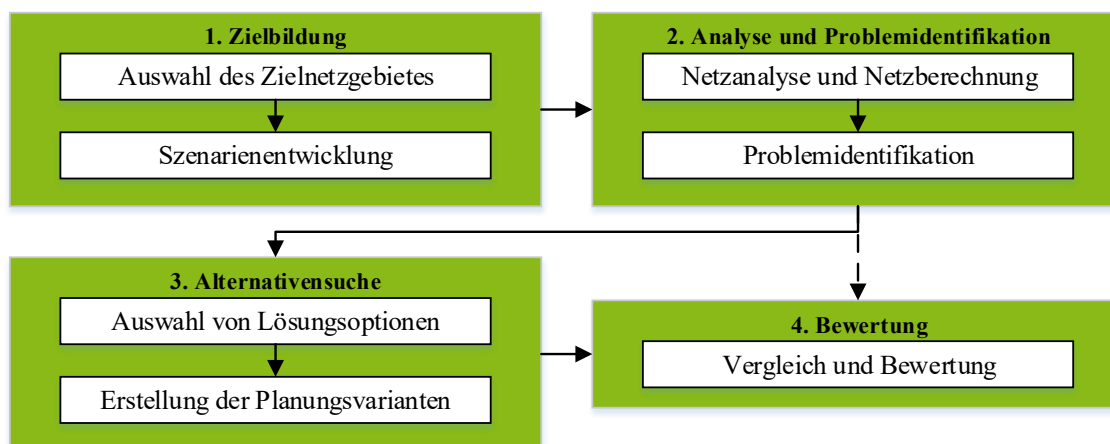 1. Zielbildung
Auswahl des Zielnetzgebietes
Szenarienentwicklung
2. Analyse und Problemidentifikation
Netzanalyse und Netzberechnung
Problemidentifikation
3. Alternativensuche
Auswahl von Lösungsoptionen
Erstellung der Planungsvarianten
4. Bewertung
Vergleich und Bewertung